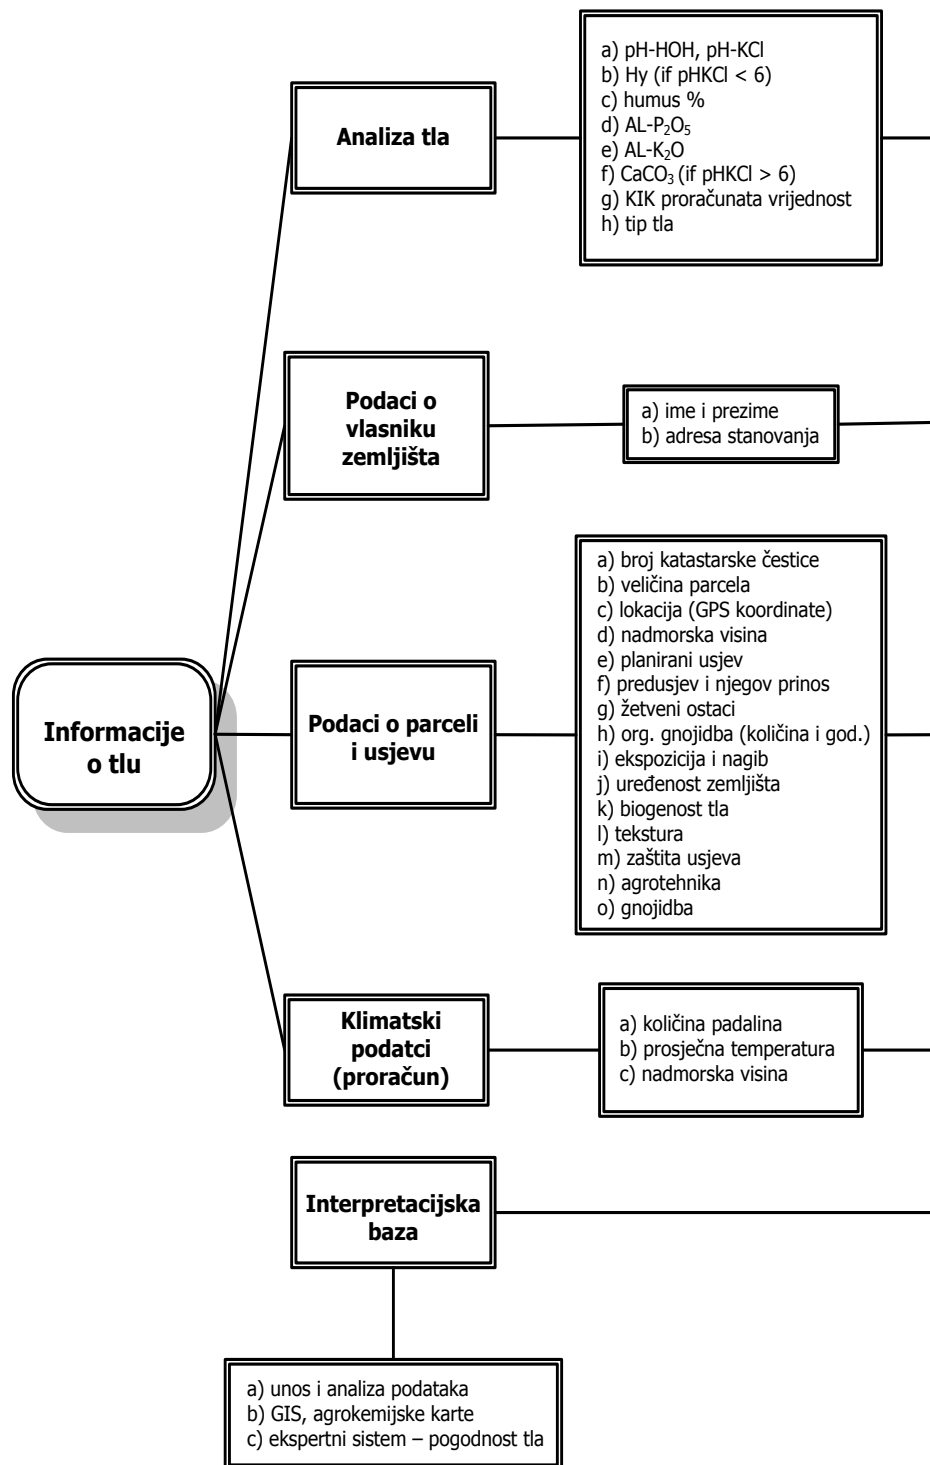 Analiza tla
a) pH-HOH, pH-KCl
b) Hy (if pHKCl < 6)
c) humus %
d) AL-P₂O₅
e) AL-K₂O
f) CaCO₃ (if pHKCl > 6)
g) KIK proračunata vrijednost
h) tip tla
Podaci o
vlasniku
zemljišta
a) ime i prezime
b) adresa stanovanja
Informacije
o tlu
Podaci o parceli
i usjevu
a) broj katastarske čestice
b) veličina parcela
c) lokacija (GPS koordinate)
d) nadmorska visina
e) planirani usjev
f) predusjev i njegov prinos
g) žetveni ostaci
h) org. gnojidba (količina i god.)
i) ekspozicija i nagib
j) uređenost zemljišta
k) biogenost tla
l) tekstura
m) zaštita usjeva
n) agrotehnika
o) gnojidba
Klimatski
podatci
(proračun)
a) količina padalina
b) prosječna temperatura
c) nadmorska visina
Interpretacijska
baza
a) unos i analiza podataka
b) GIS, agrokemijske karte
c) ekspertni sistem – pogodnost tla